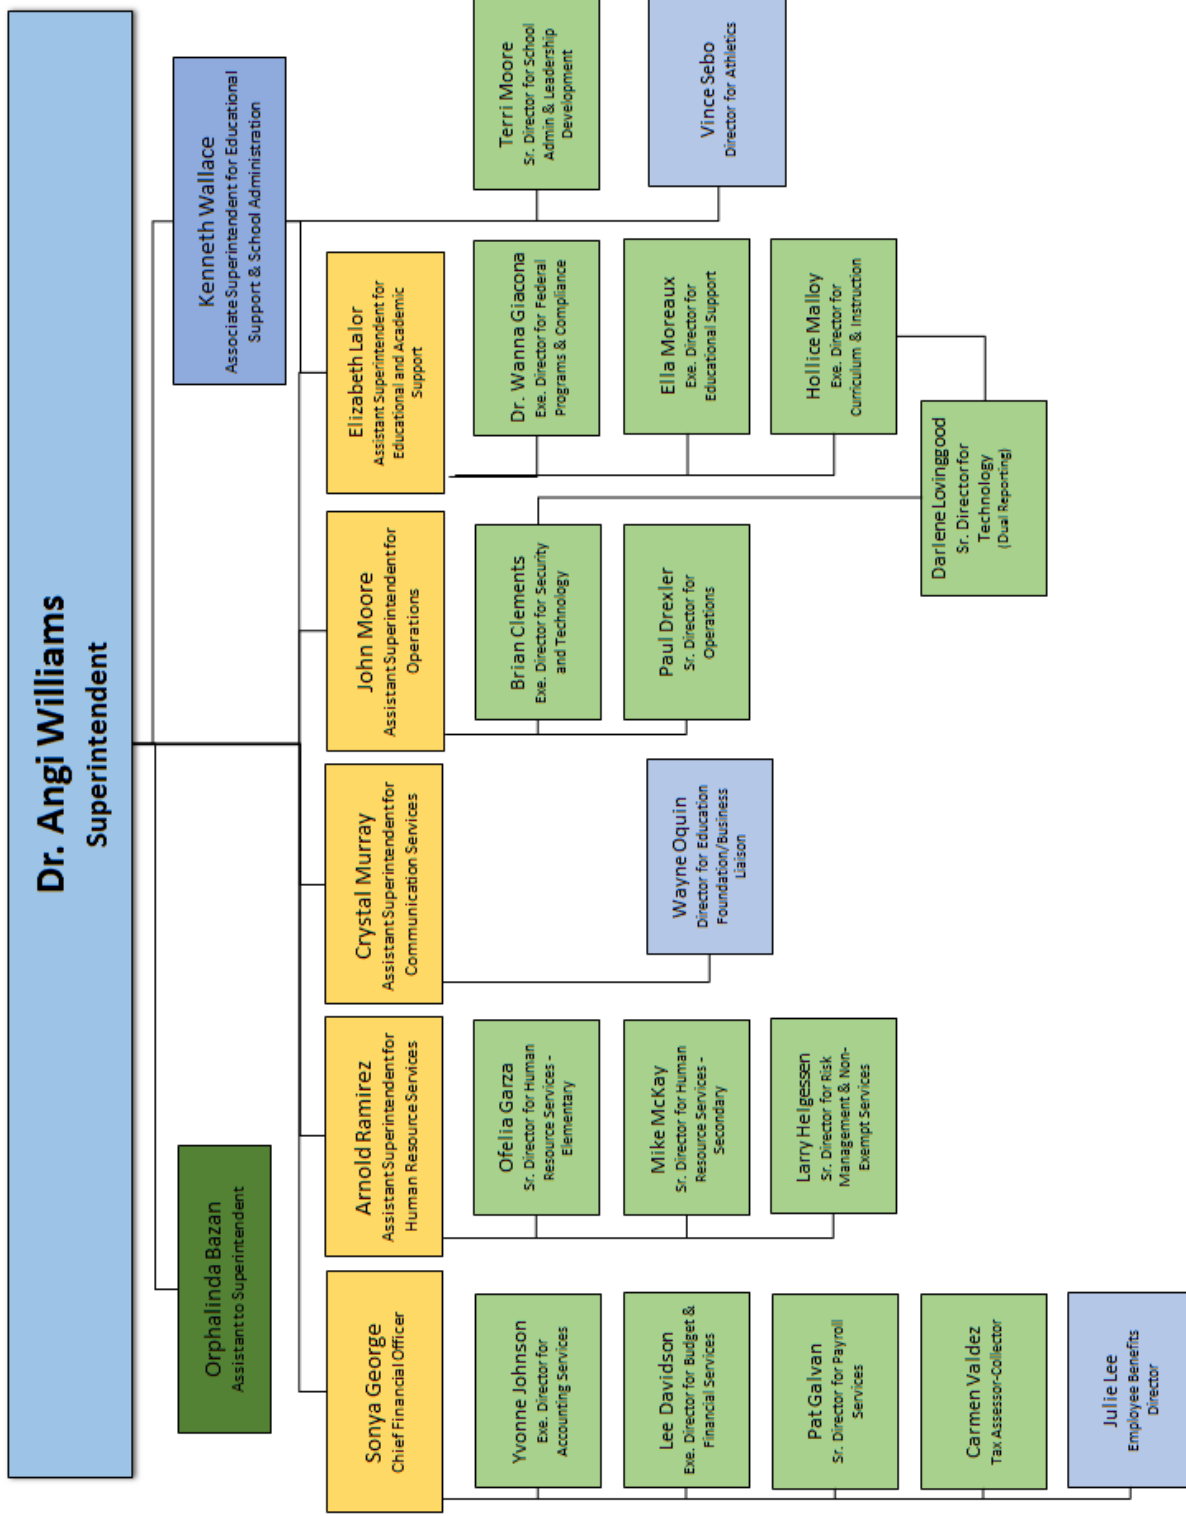 Dr. Angi Williams
Superintendent
Orphalinda Bazan
Assistant to Superintendent
Kenneth Wallace
Associate Superintendent for Educational
Support & School Administration
Sonya George
Chief Financial Officer
Arnold Ramirez
Assistant Superintendent for
Human Resource Services
Crystal Murray
Assistant Superintendent for
Communication Services
John Moore
Assistant Superintendent for
Operations
Elizabeth Lalor
Assistant Superintendent for
Educational and Academic
Support
Yvonne Johnson
Exe. Director for
Accounting Services
Lee Davidson
Exe. Director for Budget &
Financial Services
Pat Galvan
Sr. Director for Payroll
Services
Carmen Valdez
Tax Assessor-Collector
Julie Lee
Employee Benefits
Director
Ofelia Garza
Sr. Director for Human
Resource Services -
Elementary
Mike McKay
Sr. Director for Human
Resource Services -
Secondary
Larry Helgessen
Sr. Director for Risk
Management & Non-
Exempt Services
Wayne Oquin
Director for Education
Foundation/Business
Liaison
Brian Clements
Exe. Director for Security
and Technology
Paul Drexler
Sr. Director for
Operations
Dr. Wanna Giacona
Exe. Director for Federal
Programs & Compliance
Ella Moreaux
Exe. Director for
Educational Support
Hollice Malloy
Exe. Director for
Curriculum & Instruction
Darlene Lovinggood
Sr. Director for
Technology
(Dual Reporting)
Terri Moore
Sr. Director for School
Admin & Leadership
Development
Vince Sebo
Director for Athletics